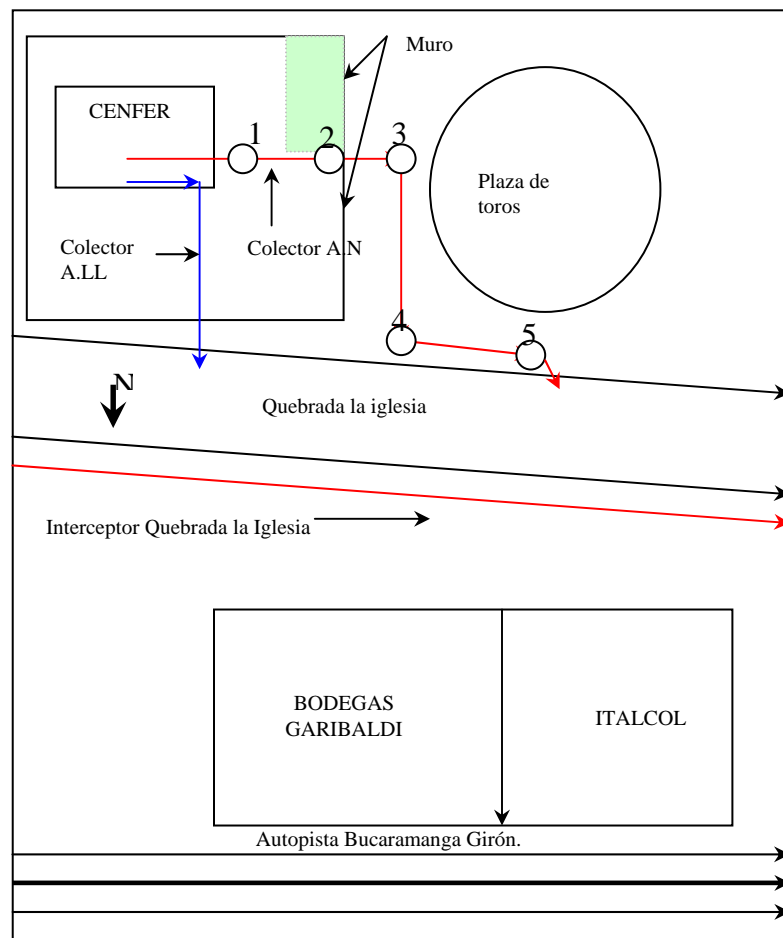 Muro
CENFER
1
2
3
Plaza de
toros
Colector
A.LL
Colector A.N
4
5
N
Quebrada la iglesia
Interceptor Quebrada la Iglesia
BODEGAS
GARIBALDI
ITALCOL
Autopista Bucaramanga Girón.